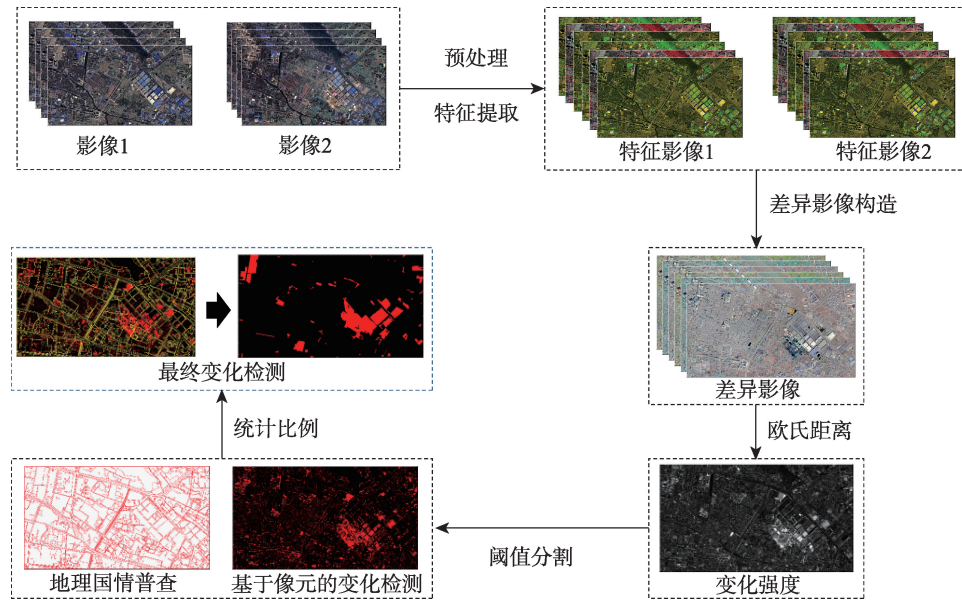 预处理
特征提取
影像1
影像2
特征影像1
特征影像2
差异影像构造
差异影像
欧氏距离
变化强度
阈值分割
地理国情普查
基于像元的变化检测
统计比例
最终变化检测